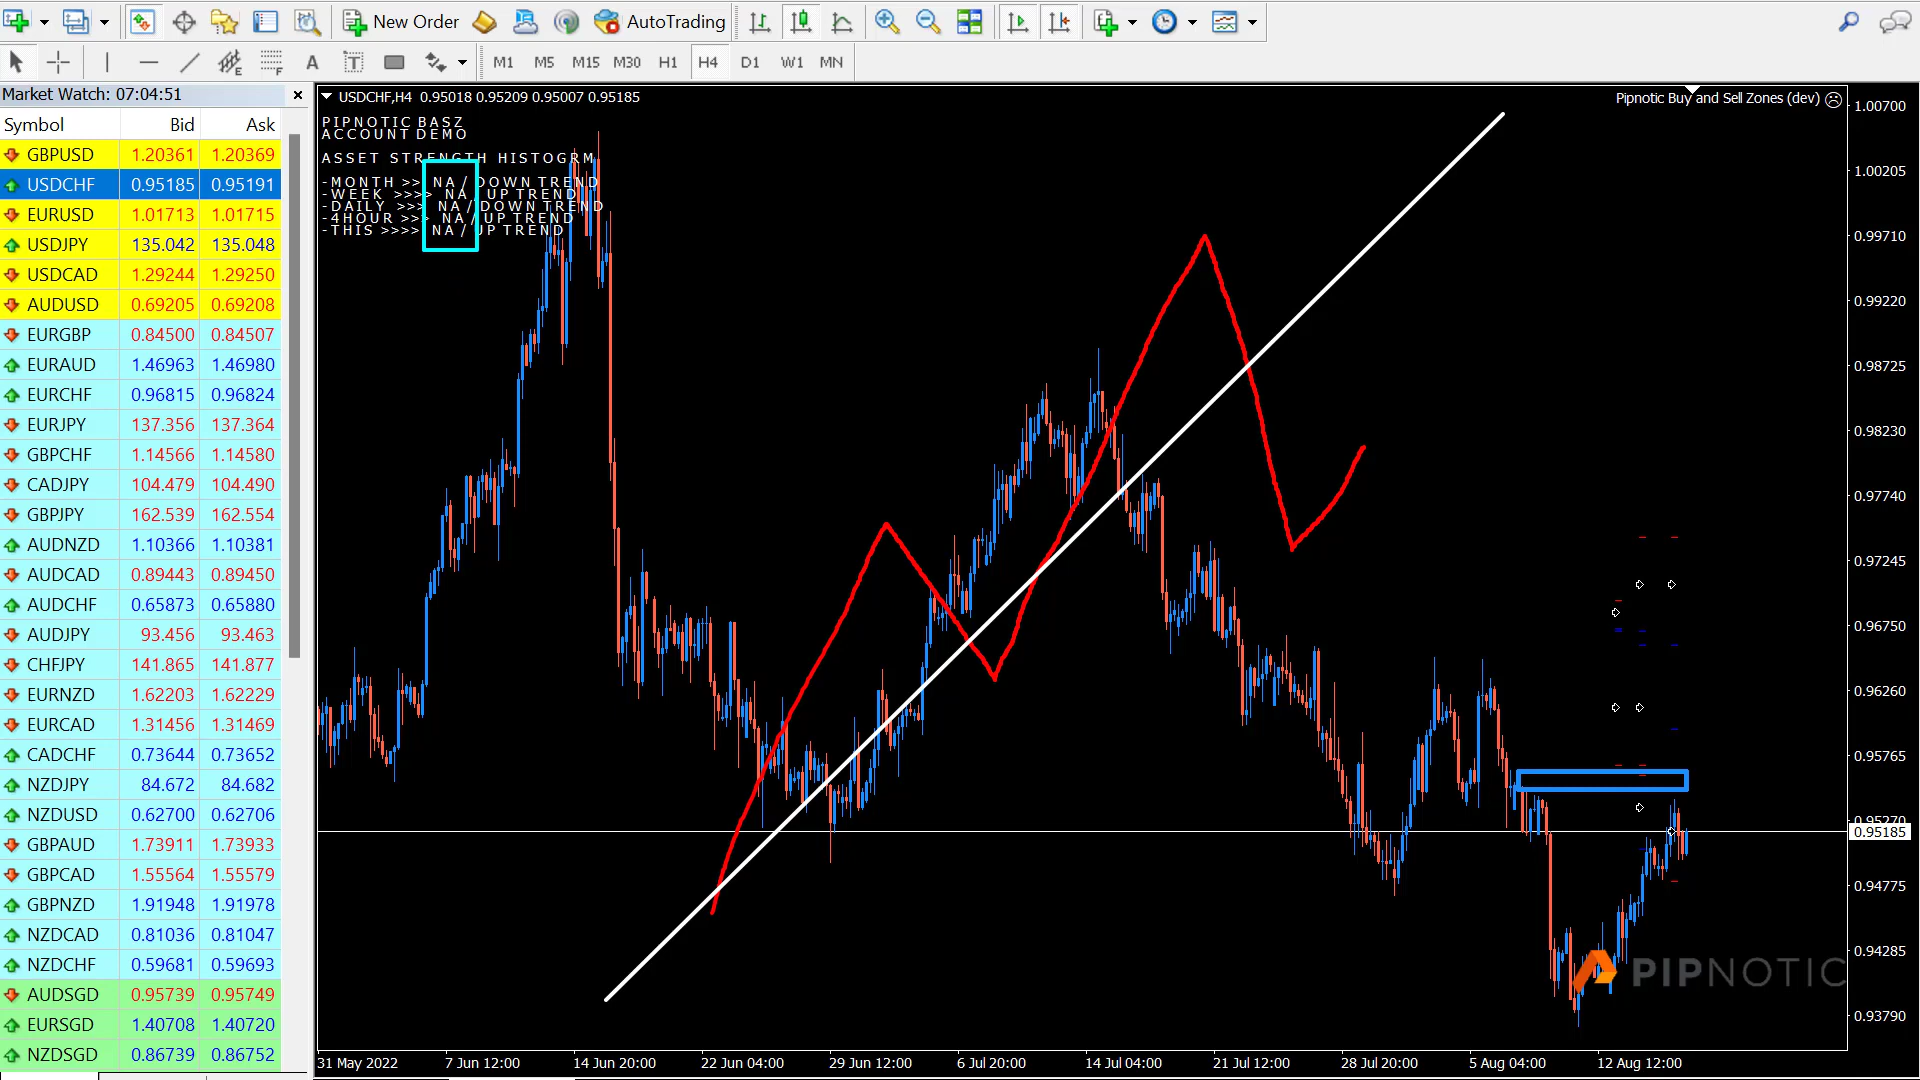 New Order AutoTrading
A T
E F
M1 M5 M15 M30 H1 H4 D1 W1 MN
Market Watch: 07:04:51
Symbol Bid Ask
GBPUSD 1.20361 1.20369
USDCHF 0.95185 0.95191
EURUSD 1.01713 1.01715
USDJPY 135.042 135.048
USDCAD 1.29244 1.29250
AUDUSD 0.69205 0.69208
EURGBP 0.84500 0.84507
EURAUD 1.46963 1.46980
EURCHF 0.96815 0.96824
EURJPY 137.356 137.364
GBPCHF 1.14566 1.14580
CADJPY 104.479 104.490
GBPJPY 162.539 162.554
AUDNZD 1.10366 1.10381
AUDCAD 0.89443 0.89450
AUDCHF 0.65873 0.65880
AUDJPY 93.456 93.463
CHFJPY 141.865 141.877
EURNZD 1.62203 1.62229
EURCAD 1.31456 1.31469
CADCHF 0.73644 0.73652
NZDJPY 84.672 84.682
NZDUSD 0.62700 0.62706
GBPAUD 1.73911 1.73933
GBPCAD 1.55564 1.55579
GBPNZD 1.91948 1.91978
NZDCAD 0.81036 0.81047
NZDCHF 0.59681 0.59693
AUDSGD 0.95739 0.95749
EURSGD 1.40708 1.40720
NZDSGD 0.86739 0.86752
USDCHF,H4 0.95018 0.95209 0.95007 0.95185
Pipnotic Buy and Sell Zones (dev)
PIPNOTIC BASZ
ACCOUNT DEMO
ASSET STRENGTH HISTOGRM
-MONTH >> NA / DOWN TREND
-WEEK >>>> NA / UP TREND
-DAILY >>> NA / DOWN TREND
-4HOUR >>> NA / UP TREND
-THIS >>>> NA / UP TREND
1.00700
1.00205
0.99710
0.99220
0.98725
0.98230
0.97740
0.97245
0.96750
0.96260
0.95765
0.95270
0.95185
0.94775
0.94285
0.93790
PIPNOTIC
31 May 2022 7 Jun 12:00 14 Jun 20:00 22 Jun 04:00 29 Jun 12:00 6 Jul 20:00 14 Jul 04:00 21 Jul 12:00 28 Jul 20:00 5 Aug 04:00 12 Aug 12:00